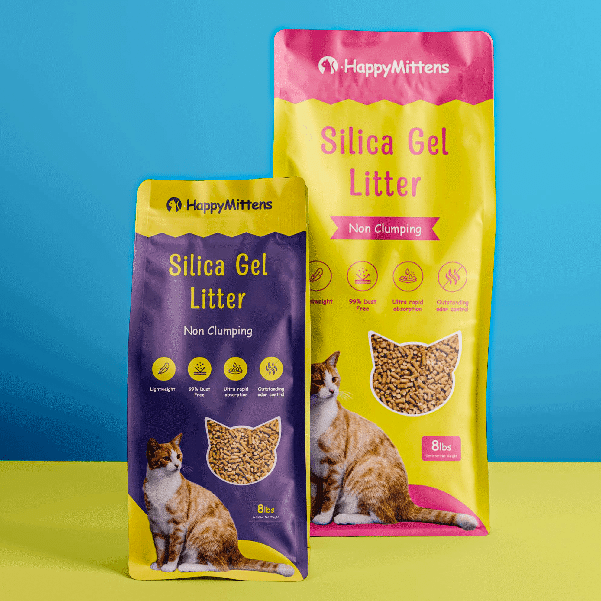 HappyMittens
Silica Gel
Litter
Non Clumping
Lightweight
99% Dust
Free
Ultra rapid
absorption
Outstanding
odor control
8lbs
HappyMittens
Silica Gel
Litter
Non Clumping
99% Dust
Free
Ultra rapid
absorption
Outstanding
odor control
8lbs